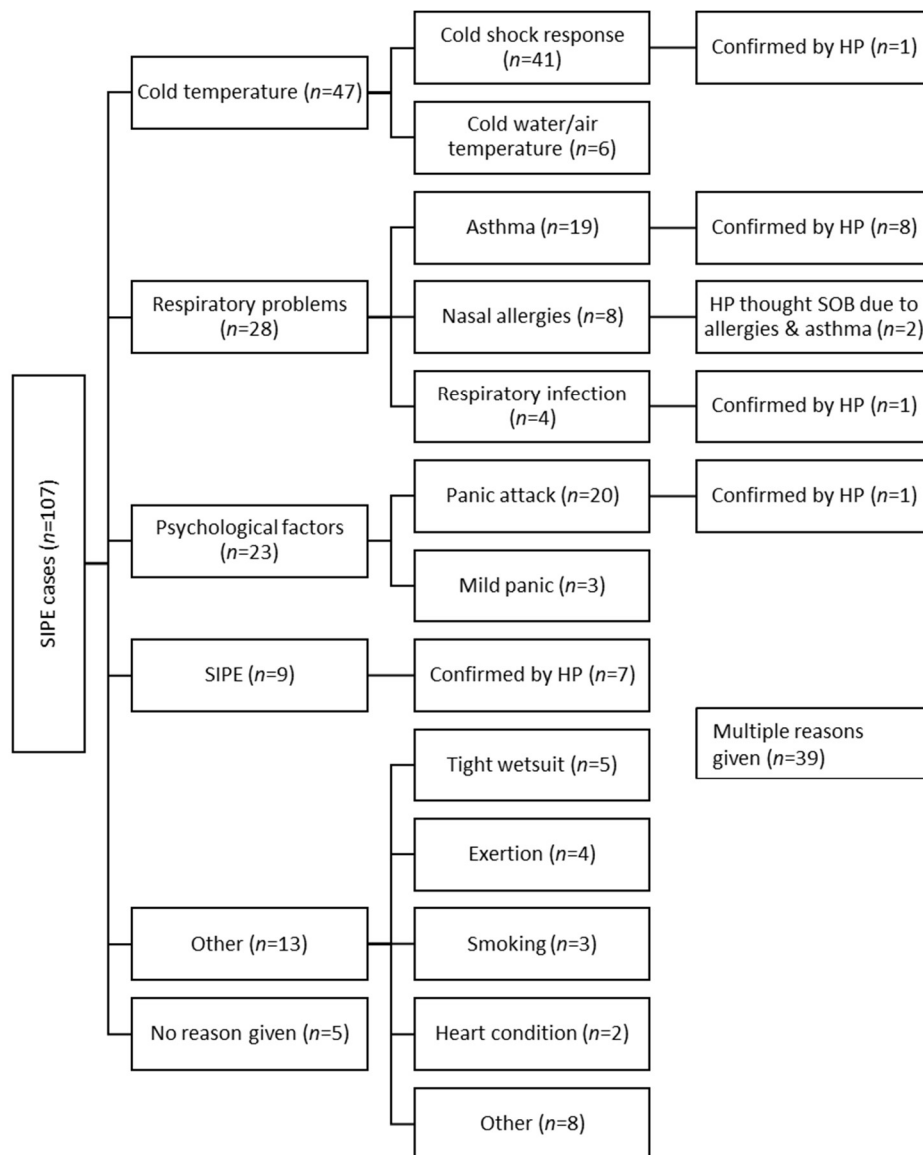 SIPE cases (n=107)
Cold temperature (n=47)
Cold shock response
(n=41)
Confirmed by HP (n=1)
Cold water/air
temperature (n=6)
Respiratory problems
(n=28)
Asthma (n=19)
Confirmed by HP (n=8)
Nasal allergies (n=8)
HP thought SOB due to
allergies & asthma (n=2)
Respiratory infection
(n=4)
Confirmed by HP (n=1)
Psychological factors
(n=23)
Panic attack (n=20)
Confirmed by HP (n=1)
Mild panic (n=3)
SIPE (n=9)
Confirmed by HP (n=7)
Multiple reasons
given (n=39)
Other (n=13)
Tight wetsuit (n=5)
Exertion (n=4)
Smoking (n=3)
Heart condition (n=2)
Other (n=8)
No reason given (n=5)